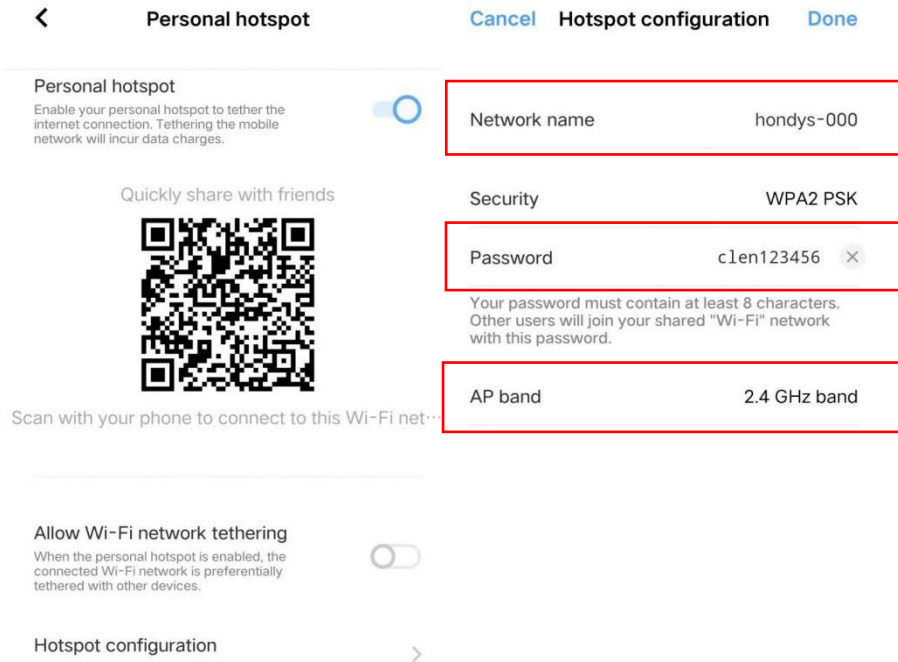 Personal hotspot
Personal hotspot
Enable your personal hotspot to tether the
internet connection. Tethering the mobile
network will incur data charges.
Quickly share with friends
Scan with your phone to connect to this Wi-Fi net···
Allow Wi-Fi network tethering
When the personal hotspot is enabled, the
connected Wi-Fi network is preferentially
tethered with other devices.
Hotspot configuration
Cancel Hotspot configuration Done
Network name hondys-000
Security WPA2 PSK
Password clen123456
Your password must contain at least 8 characters.
Other users will join your shared "Wi-Fi" network
with this password.
AP band 2.4 GHz band